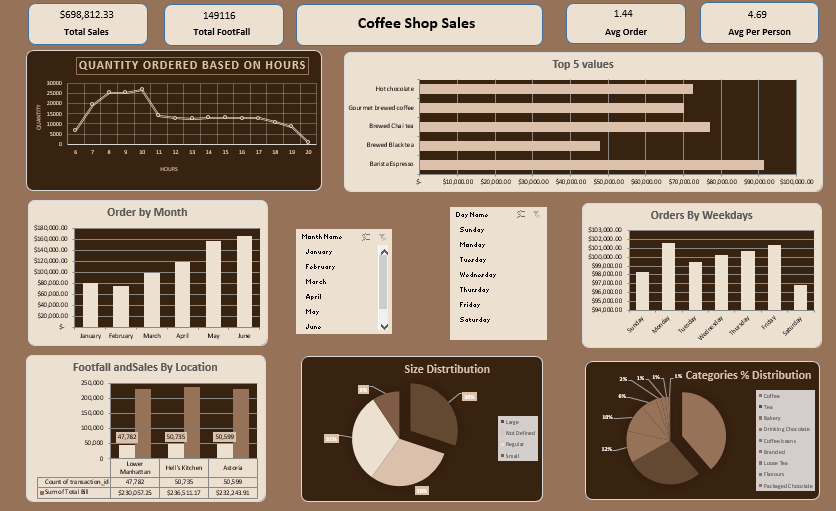 $698,812.33
Total Sales
149116
Total FootFall
Coffee Shop Sales
1.44
Avg Order
4.69
Avg Per Person
QUANTITY ORDERED BASED ON HOURS
QUANTITY
30000
25000
20000
15000
10000
5000
0
6 7 8 9 10 11 12 13 14 15 16 17 18 19 20
HOURS
Top 5 values
Hot chocolate
Gourmet brewed coffee
Brewed Chai tea
Brewed Black tea
Barista Espresso
$- $10,000.00 $20,000.00 $30,000.00 $40,000.00 $50,000.00 $60,000.00 $70,000.00 $80,000.00 $90,000.00 $100,000.00
Order by Month
$180,000.00
$160,000.00
$140,000.00
$120,000.00
$100,000.00
$80,000.00
$60,000.00
$40,000.00
$20,000.00
$-
January February March April May June
Month Name
January
February
March
April
May
June
Day Name
Sunday
Monday
Tuesday
Wednesday
Thursday
Friday
Saturday
Orders By Weekdays
$103,000.00
$102,000.00
$101,000.00
$100,000.00
$99,000.00
$98,000.00
$97,000.00
$96,000.00
$95,000.00
$94,000.00
Sunday Monday Tuesday Wednesday Thursday Friday Saturday
Footfall andSales By Location
250,000
200,000
150,000
100,000
50,000
0
47,782 50,735 50,599
Lower Manhattan Hell's Kitchen Astoria
Count of transaction_id 47,782 50,735 50,599
Sum of Total Bill $230,057.25 $236,511.17 $232,243.91
Size Distrtibution
30%
31%
Large
Not Defined
Regular
Small
Categories % Distribution
2% 1% 1% 1%
6%
10%
12%
Coffee
Tea
Bakery
Drinking Chocolate
Coffee beans
Branded
Loose Tea
Flavours
Packaged Chocolate